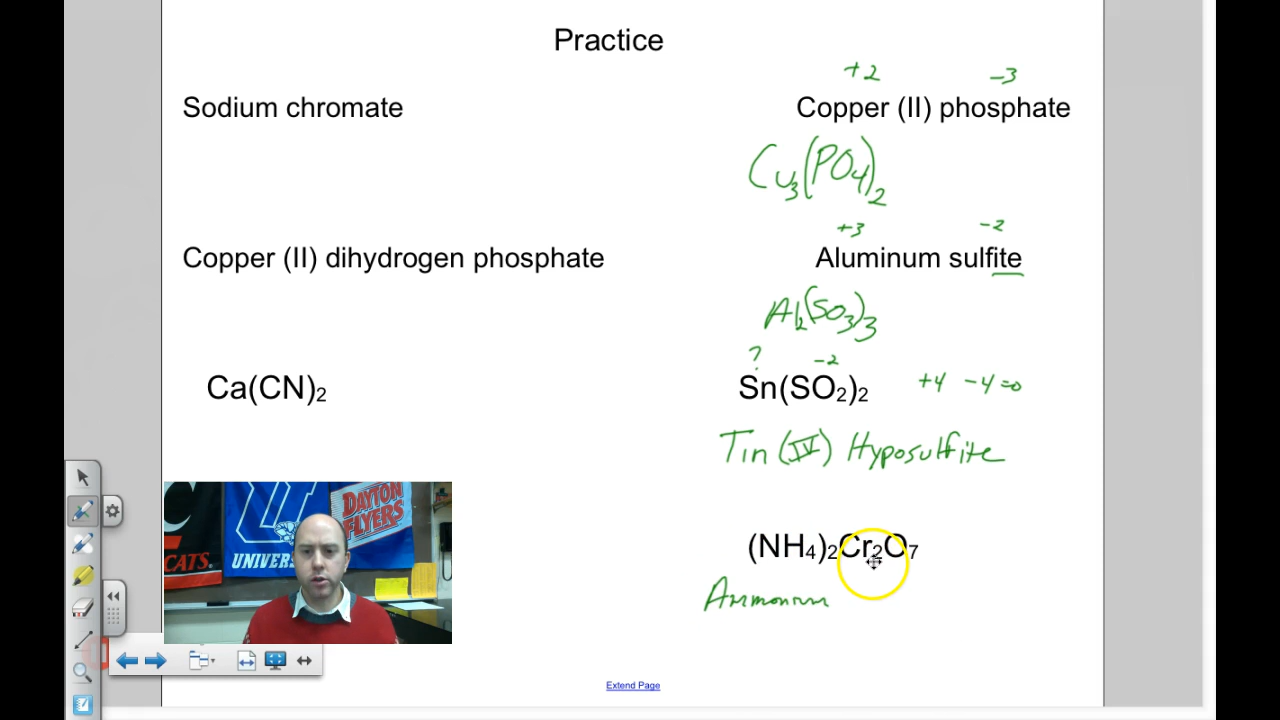 Practice
+2 -3
Sodium chromate
Copper (II) phosphate
Cu3(PO4)2
+3 -2
Copper (II) dihydrogen phosphate
Aluminum sulfite
Al2(SO3)3
? -2
Ca(CN)2
Sn(SO2)2 +4 -4=0
Tin (IV) Hyposulfite
(NH4)2Cr2O7
Ammonium
CATS
UNIVERS
DAYTON
FLYERS
Extend Page